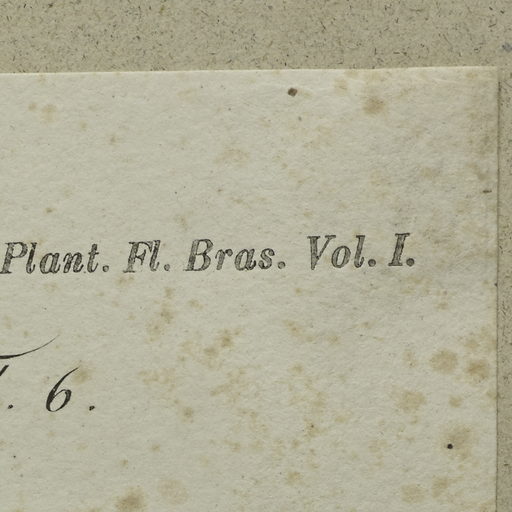 Plant. Fl. Bras. Vol. I.
T. 6.